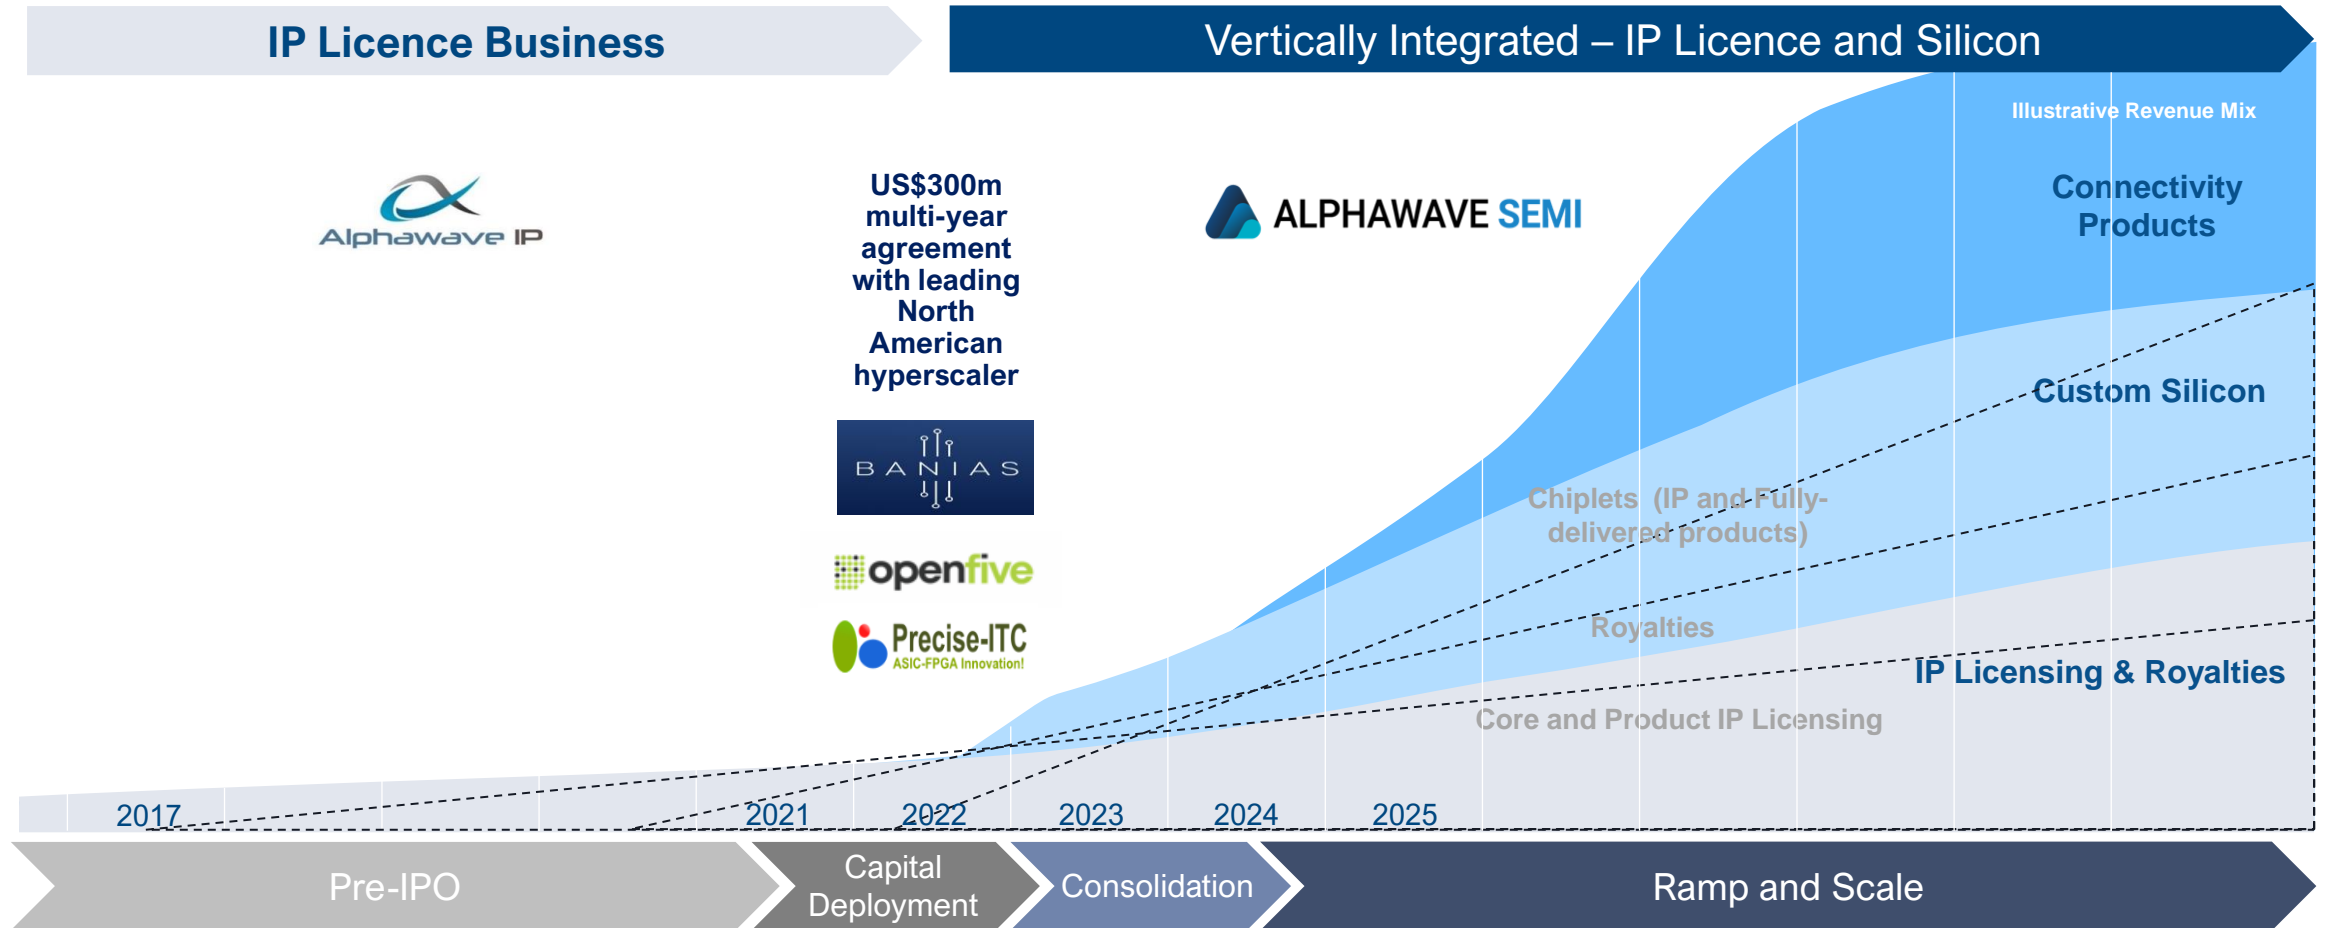 IP Licence Business
Vertically Integrated – IP Licence and Silicon
Illustrative Revenue Mix
Alphawave IP
US$300m
multi-year
agreement
with leading
North
American
hyperscaler
ALPHAWAVE SEMI
Connectivity
Products
Custom Silicon
BANIAS
openfive
Precise-ITC
ASIC-FPGA Innovation!
Chiplets (IP and Fully-
delivered products)
Royalties
IP Licensing & Royalties
Core and Product IP Licensing
2017
2021
2022
2023
2024
2025
Pre-IPO
Capital
Deployment
Consolidation
Ramp and Scale